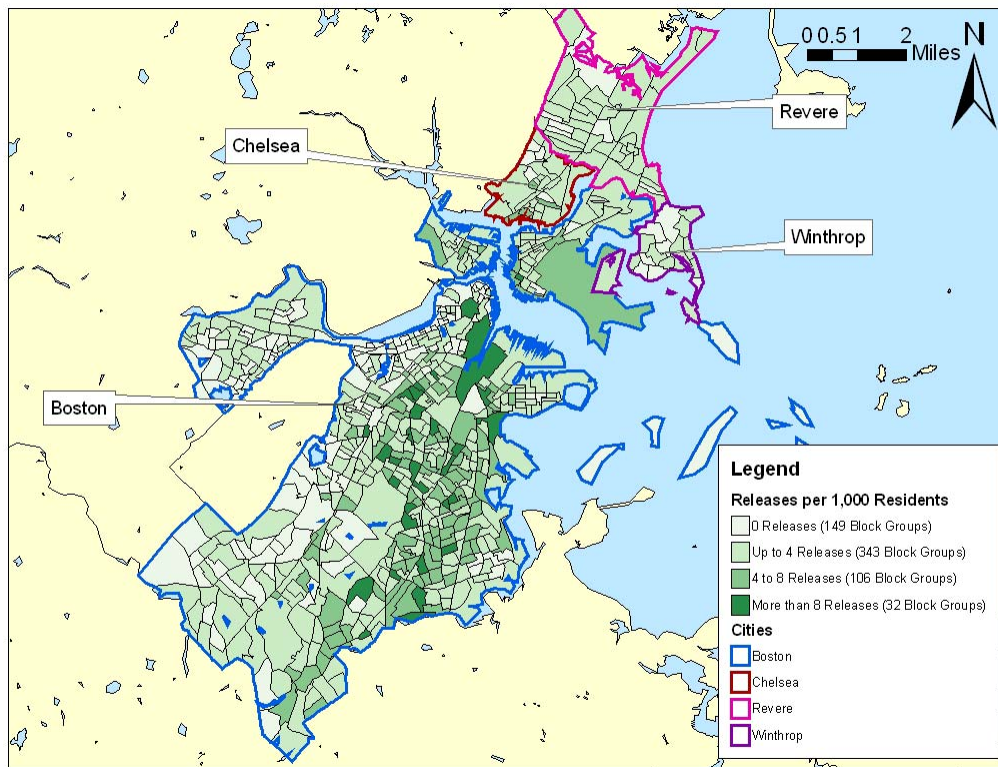 0 0.5 1 2
Miles
N
Revere
Chelsea
Winthrop
Boston
Legend
Releases per 1,000 Resident
0 Releases (149 Block Groups)
Up to 4 Releases (343 Block Groups)
4 to 8 Releases (106 Block Groups)
More than 8 Releases (32 Block Groups)
Cities
Boston
Chelsea
Revere
Winthrop